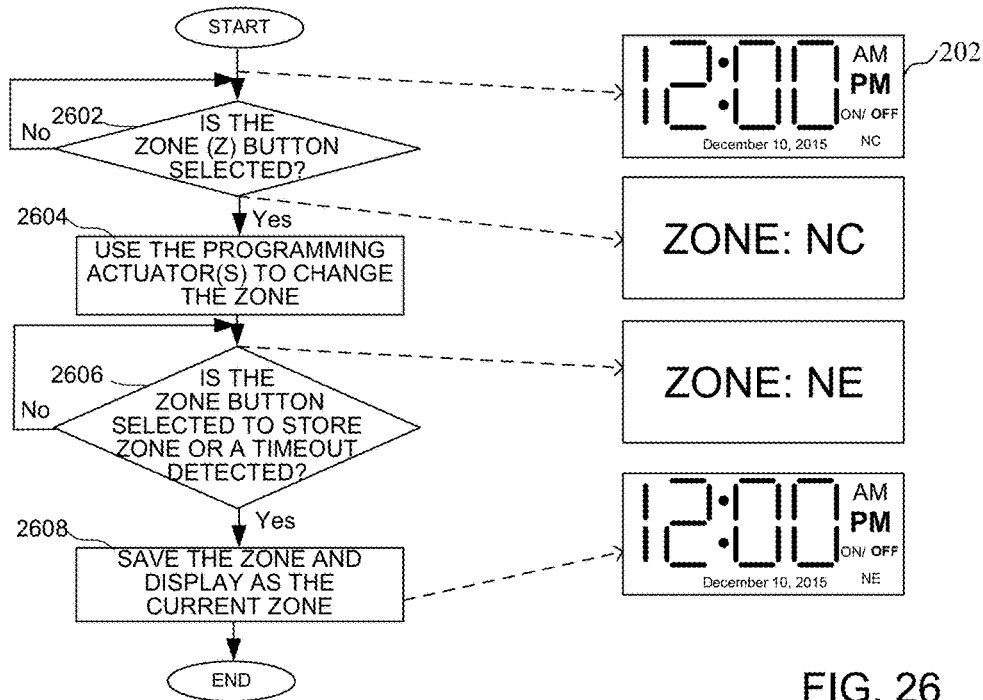 START
12:00
AM
PM
ON/ OFF
December 10, 2015
NC
202
2602
No
IS THE
ZONE (Z) BUTTON
SELECTED?
Yes
ZONE: NC
2604
USE THE PROGRAMMING
ACTUATOR(S) TO CHANGE
THE ZONE
ZONE: NE
2606
No
IS THE
ZONE BUTTON
SELECTED TO STORE
ZONE OR A TIMEOUT
DETECTED?
Yes
12:00
AM
PM
ON/ OFF
December 10, 2015
NE
2608
SAVE THE ZONE AND
DISPLAY AS THE
CURRENT ZONE
END
FIG. 26